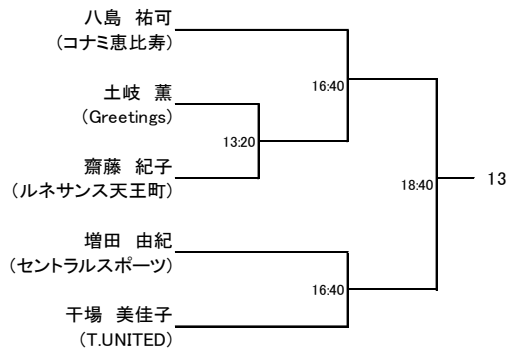 八島 祐可
(コナミ恵比寿)
16:40
土岐 薫
(Greetings)
13:20
齋藤 紀子
(ルネサンス天王町)
18:40
13
増田 由紀
(セントラルスポーツ)
16:40
干場 美佳子
(T.UNITED)